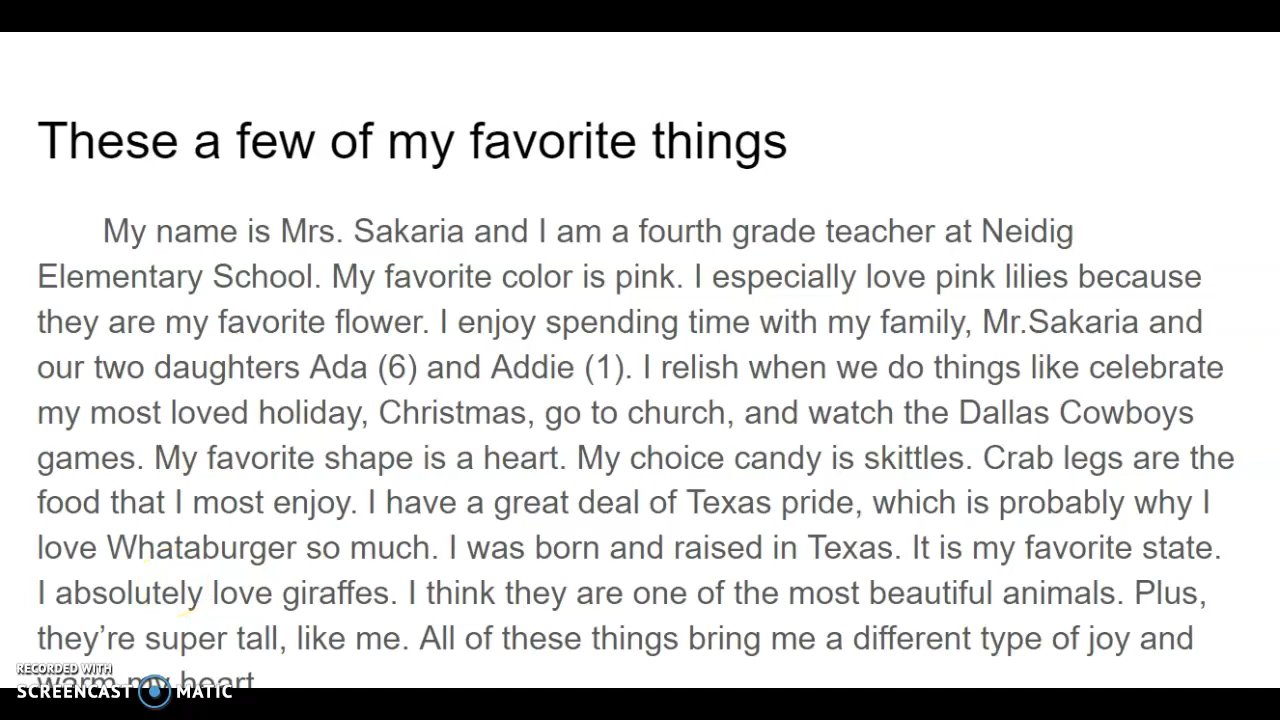 These a few of my favorite things
My name is Mrs. Sakaria and I am a fourth grade teacher at Neidig
Elementary School. My favorite color is pink. I especially love pink lilies because
they are my favorite flower. I enjoy spending time with my family, Mr.Sakaria and
our two daughters Ada (6) and Addie (1). I relish when we do things like celebrate
my most loved holiday, Christmas, go to church, and watch the Dallas Cowboys
games. My favorite shape is a heart. My choice candy is skittles. Crab legs are the
food that I most enjoy. I have a great deal of Texas pride, which is probably why I
love Whataburger so much. I was born and raised in Texas. It is my favorite state.
I absolutely love giraffes. I think they are one of the most beautiful animals. Plus,
they’re super tall, like me. All of these things bring me a different type of joy and
warm my heart
RECORDED WITH
SCREENCAST MATIC